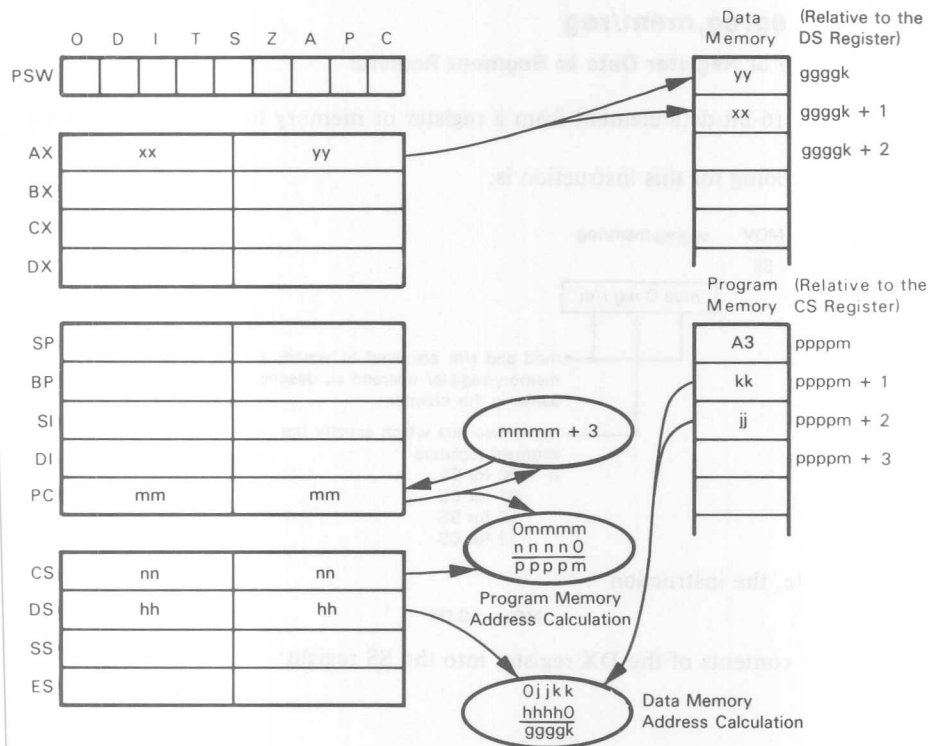 O D I T S Z A P C
PSW
AX xx yy
BX
CX
DX
SP
BP
SI
DI
PC mm mm
CS nn nn
DS hh hh
SS
ES
Data Memory
(Relative to the
DS Register)
yy ggggk
xx ggggk + 1
ggggk + 2
Program Memory
(Relative to the
CS Register)
A3 ppppm
kk ppppm + 1
jj ppppm + 2
ppppm + 3
mmmm + 3
0mmmm
nnnn0
ppppm
Program Memory
Address Calculation
0jjkk
hhhh0
ggggk
Data Memory
Address Calculation